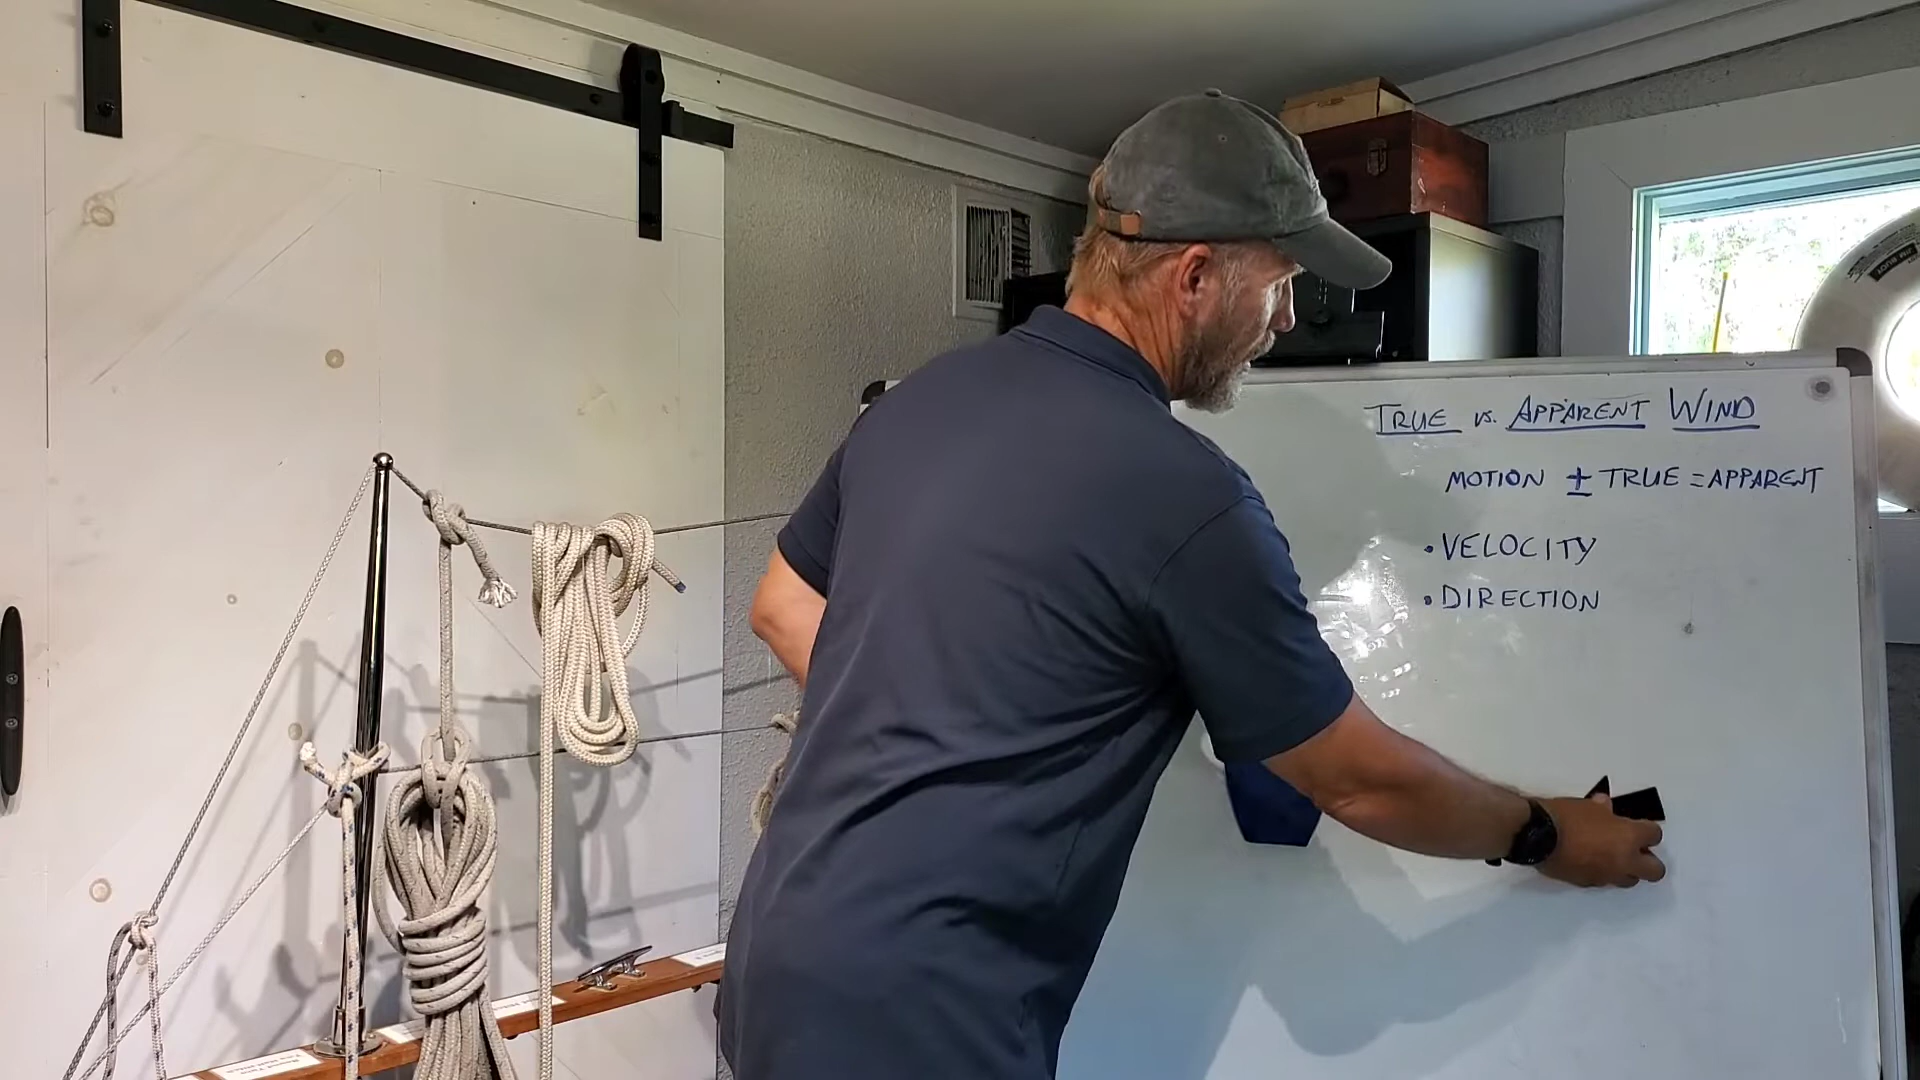 TRUE vs. APPARENT WIND
MOTION ± TRUE = APPARENT
• VELOCITY
• DIRECTION